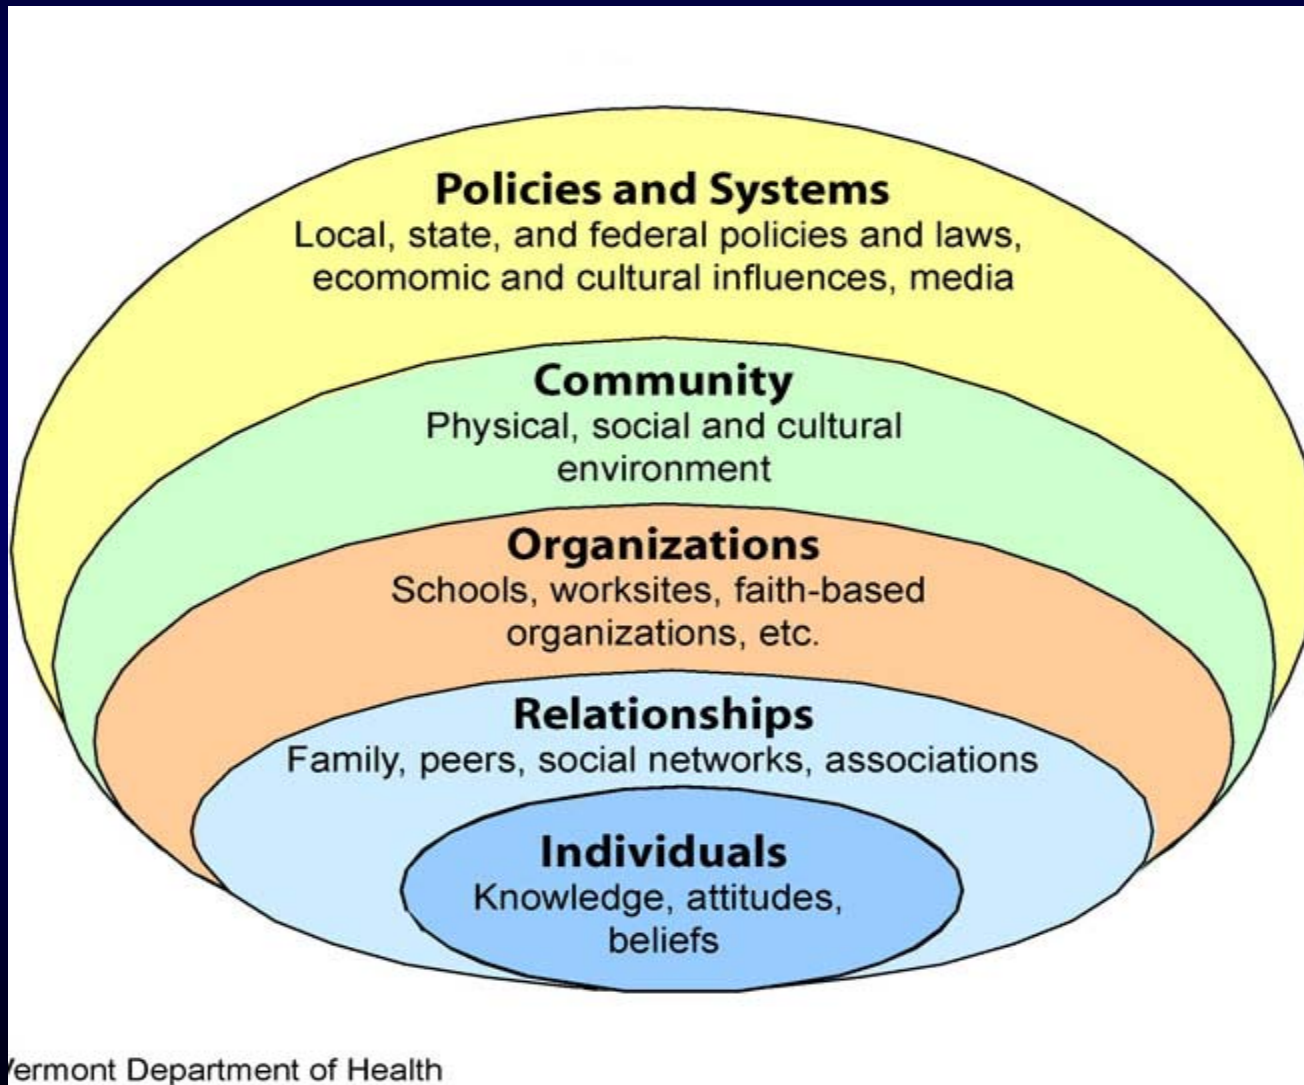 Policies and Systems
Local, state, and federal policies and laws,
ecomomic and cultural influences, media
Community
Physical, social and cultural
environment
Organizations
Schools, worksites, faith-based
organizations, etc.
Relationships
Family, peers, social networks, associations
Individuals
Knowledge, attitudes,
beliefs
Vermont Department of Health